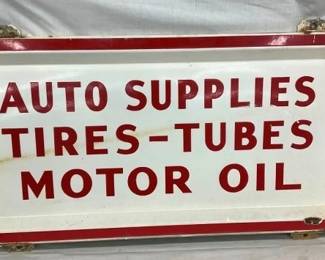 AUTO SUPPLIES
TIRES-TUBES
MOTOR OIL